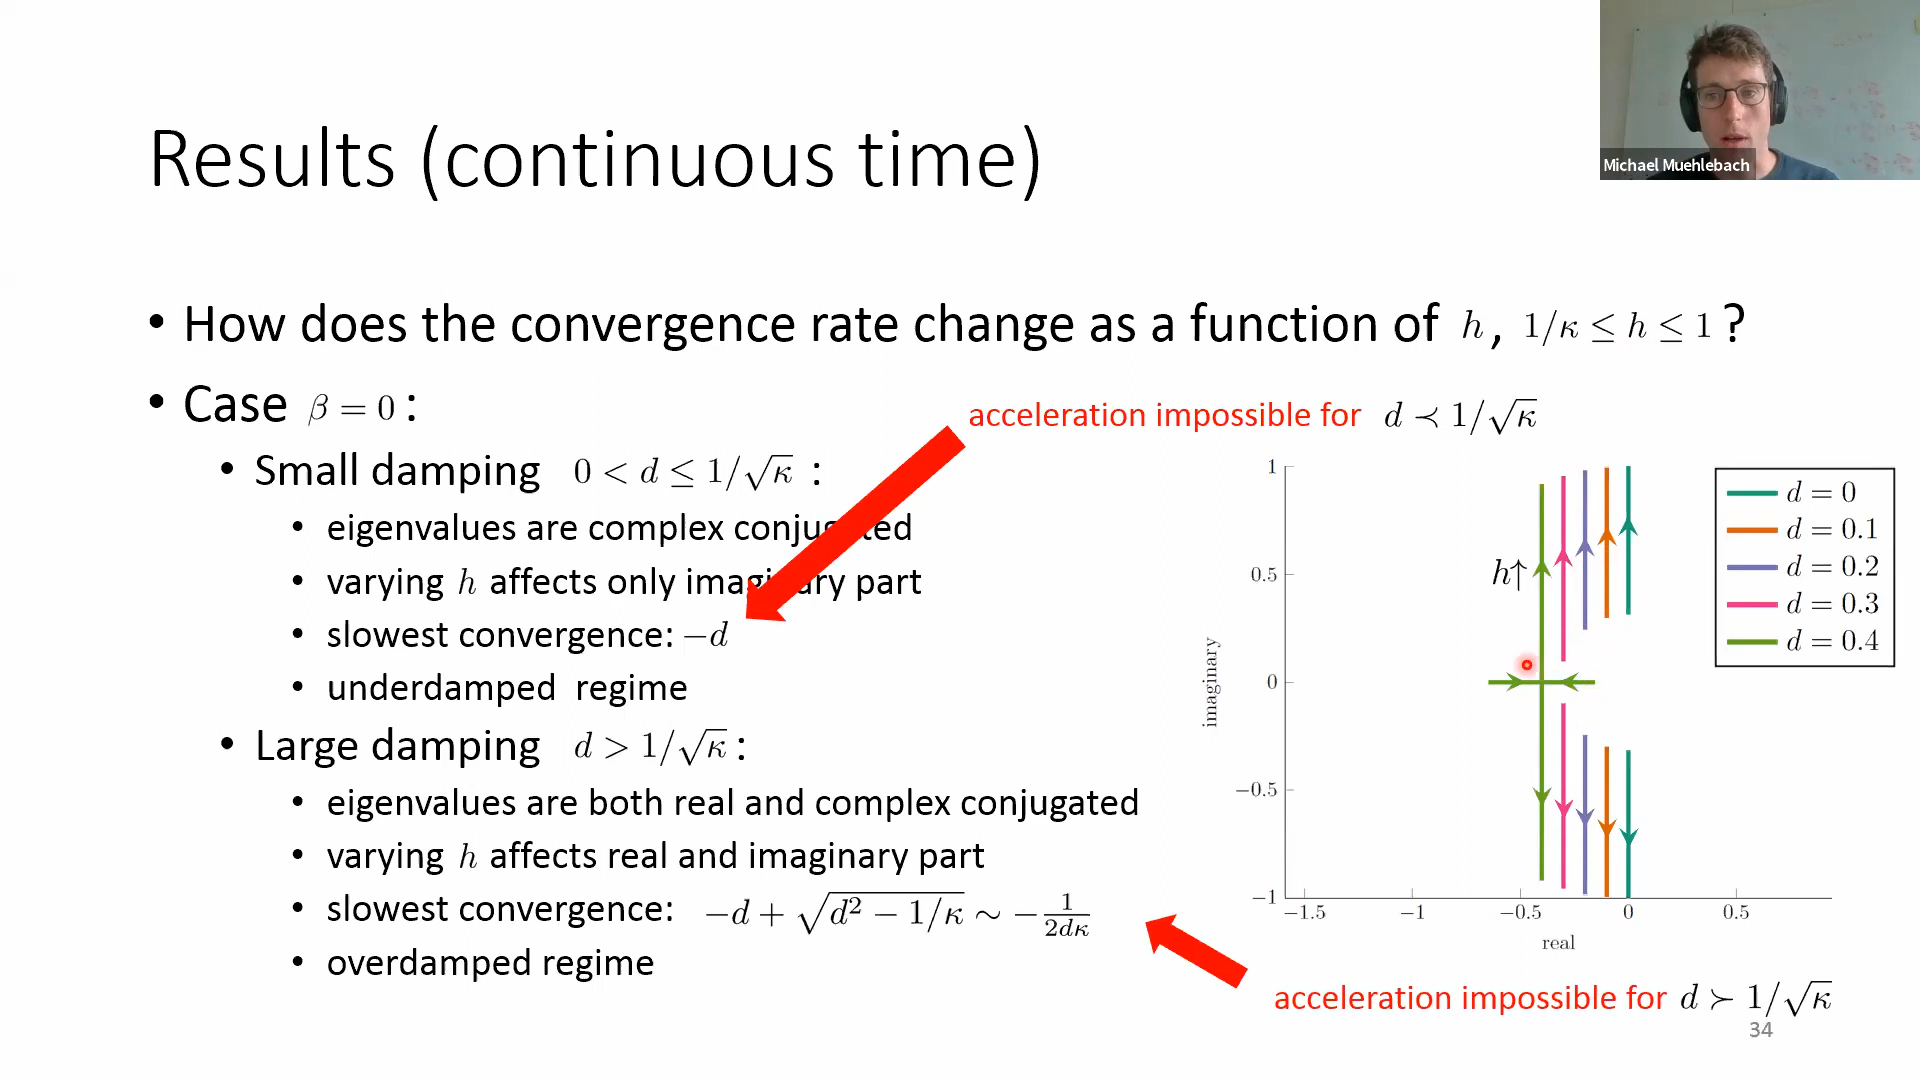 Michael Muehlebach
Results (continuous time)
• How does the convergence rate change as a function of h, 1/κ ≤ h ≤ 1 ?
• Case β = 0 :
acceleration impossible for d ≺ 1/√κ
• Small damping 0 < d ≤ 1/√κ :
• eigenvalues are complex conjugated
• varying h affects only imaginary part
• slowest convergence: −d
• underdamped regime
• Large damping d > 1/√κ :
• eigenvalues are both real and complex conjugated
• varying h affects real and imaginary part
• slowest convergence: −d + √(d² − 1/κ) ∼ −1/(2dκ)
• overdamped regime
1
0.5
0
−0.5
−1
imaginary
h↑
d = 0
d = 0.1
d = 0.2
d = 0.3
d = 0.4
−1.5 −1 −0.5 0 0.5
real
acceleration impossible for d ≻ 1/√κ
34